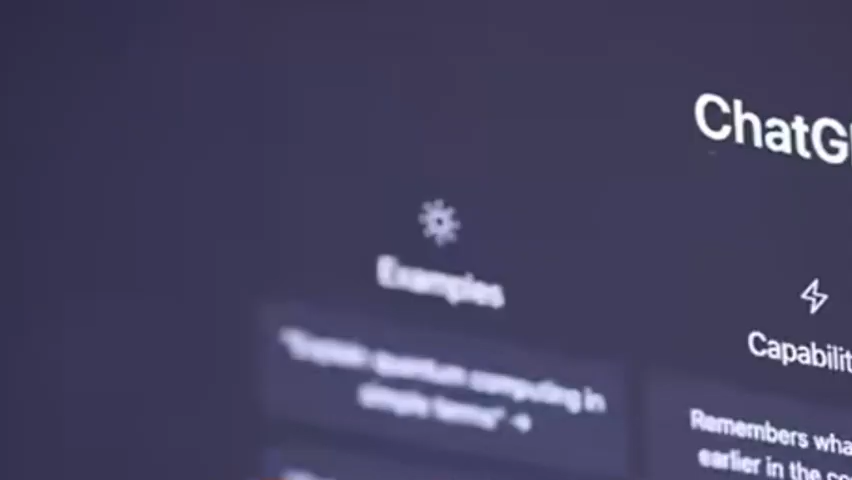 ChatG
Examples
"Explain quantum computing in
simple terms" →
Capabilit
Remembers wha
earlier in the co